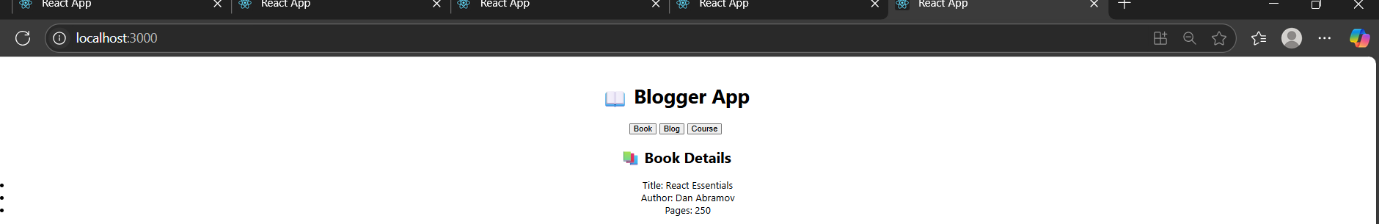 React App React App React App React App React App
localhost:3000
📖 Blogger App
Book Blog Course
📚 Book Details
Title: React Essentials
Author: Dan Abramov
Pages: 250